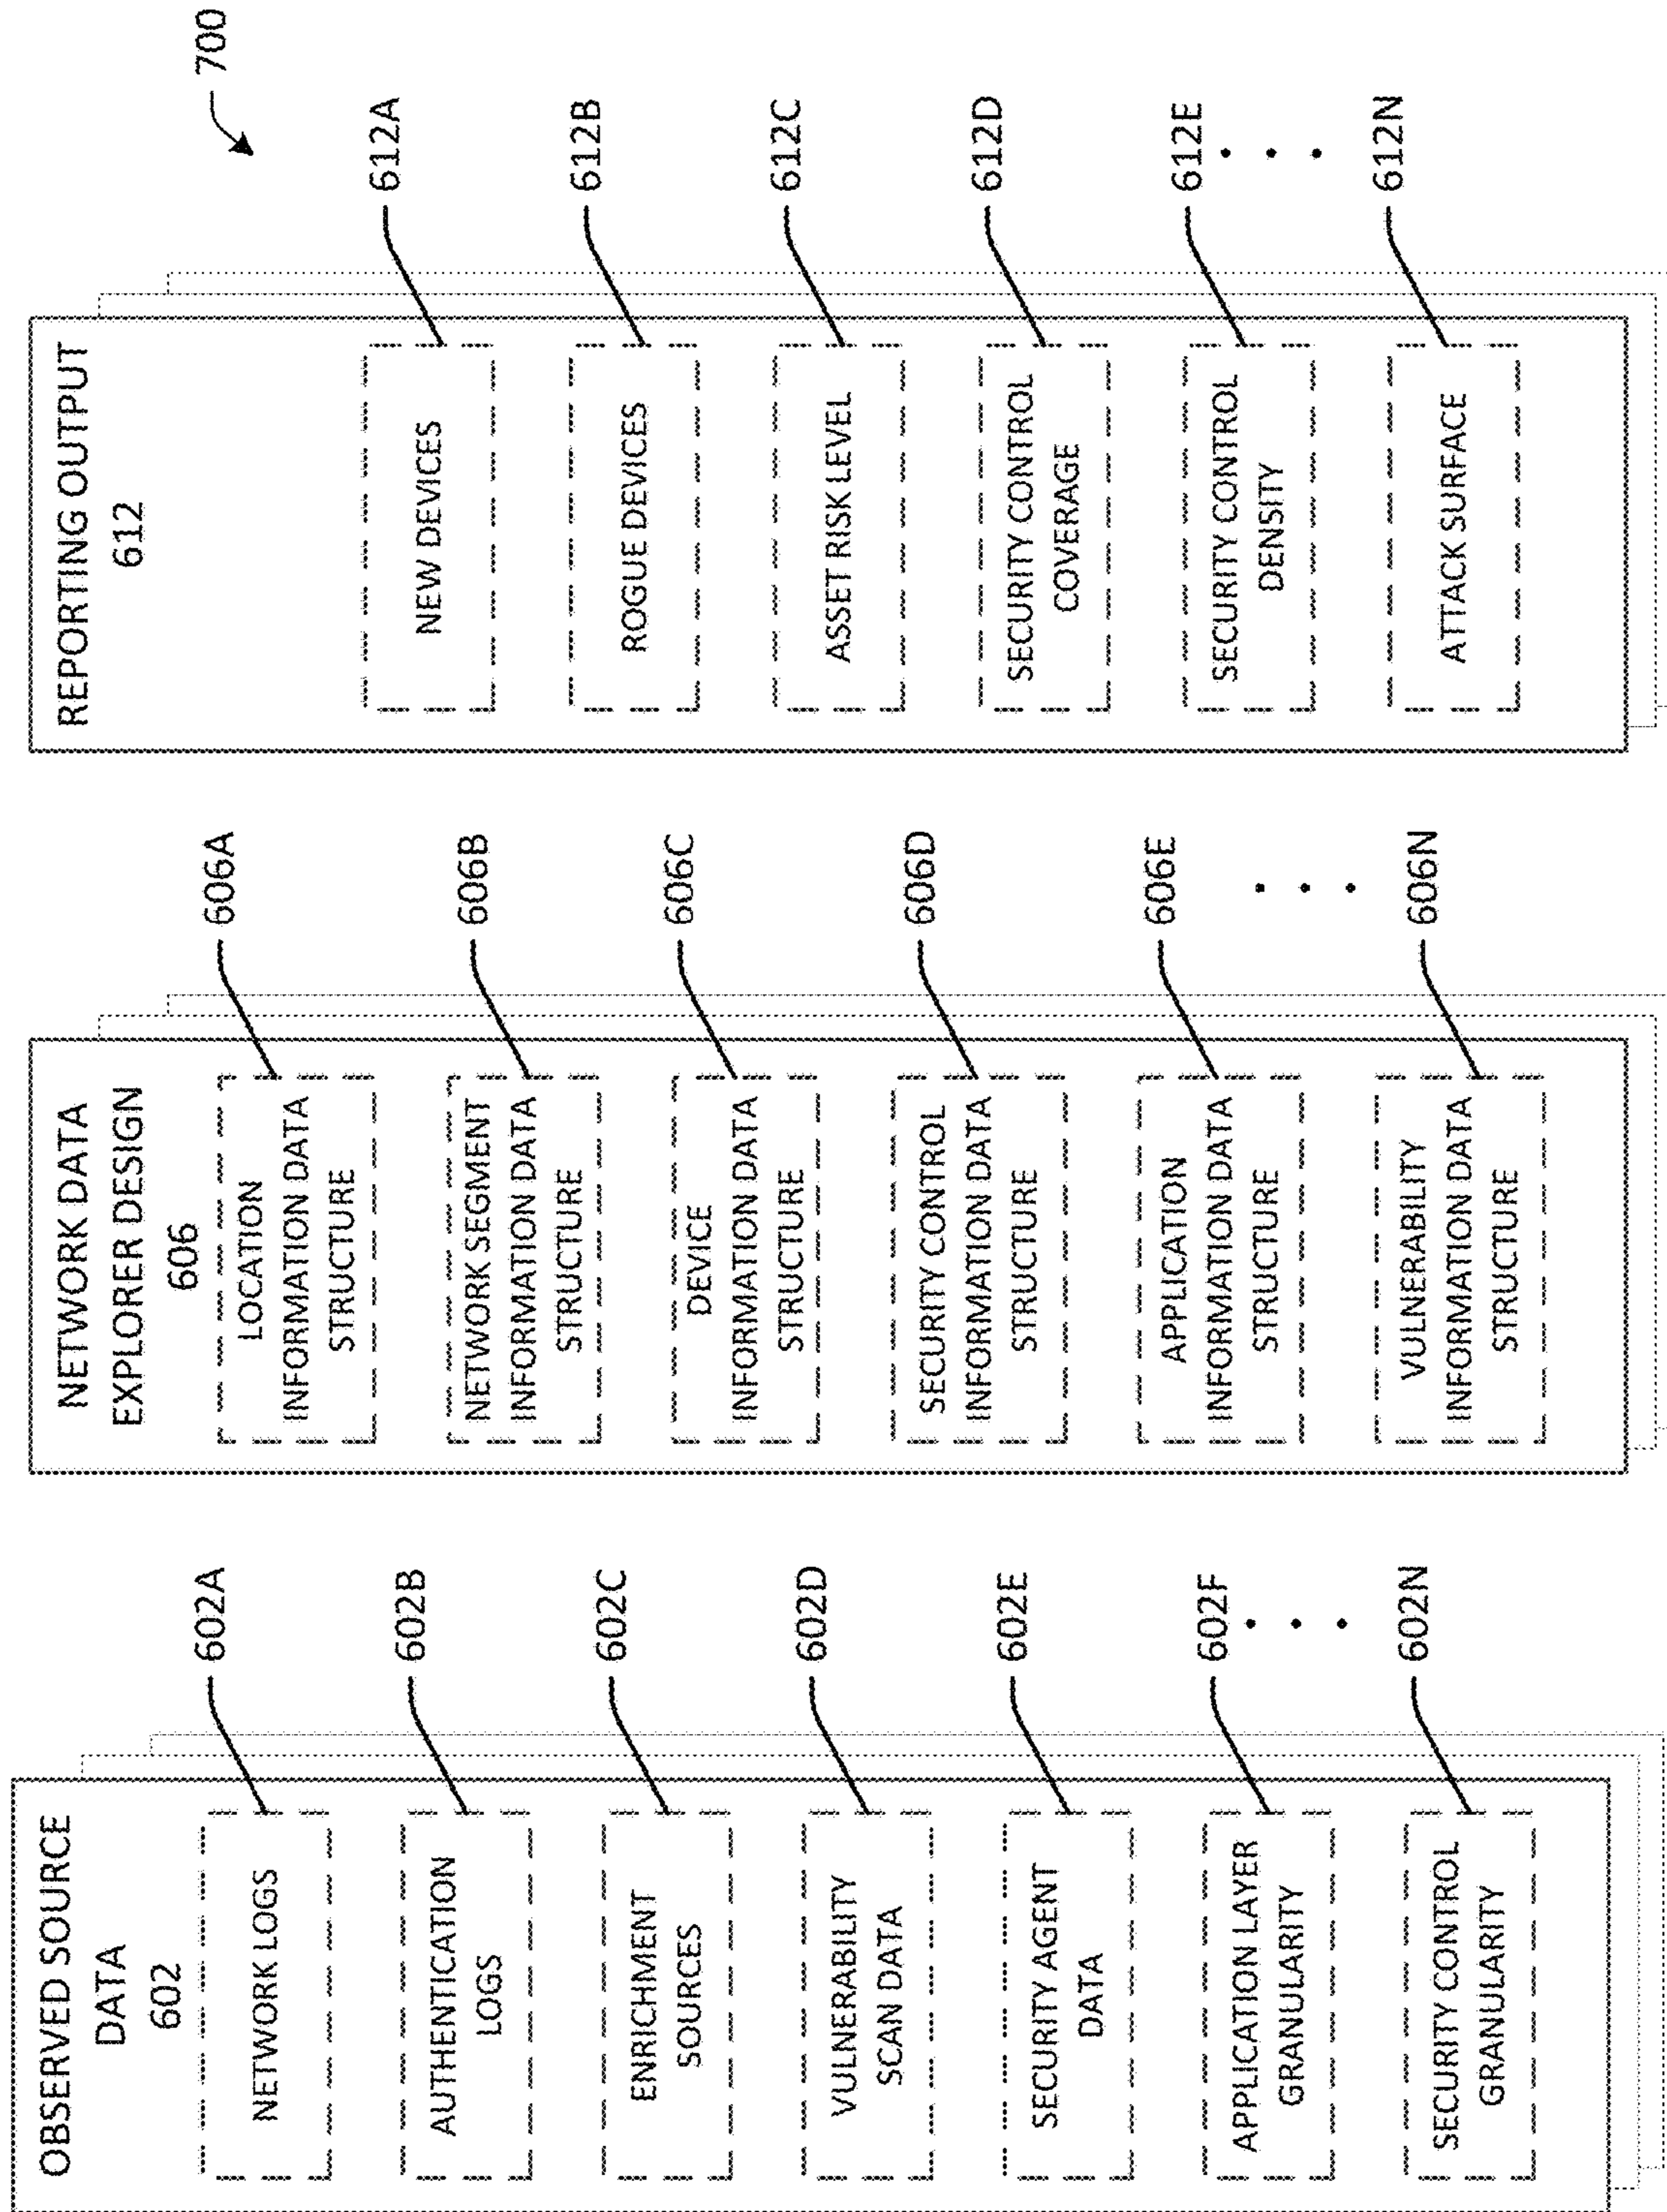 700
OBSERVED SOURCE
DATA
602
NETWORK LOGS
602A
AUTHENTICATION
LOGS
602B
ENRICHMENT
SOURCES
602C
VULNERABILITY
SCAN DATA
602D
SECURITY AGENT
DATA
602E
APPLICATION LAYER
GRANULARITY
602F
SECURITY CONTROL
GRANULARITY
602N
NETWORK DATA
EXPLORER DESIGN
606
LOCATION
INFORMATION DATA
STRUCTURE
606A
NETWORK SEGMENT
INFORMATION DATA
STRUCTURE
606B
DEVICE
INFORMATION DATA
STRUCTURE
606C
SECURITY CONTROL
INFORMATION DATA
STRUCTURE
606D
APPLICATION
INFORMATION DATA
STRUCTURE
606E
VULNERABILITY
INFORMATION DATA
STRUCTURE
606N
REPORTING OUTPUT
612
NEW DEVICES
612A
ROGUE DEVICES
612B
ASSET RISK LEVEL
612C
SECURITY CONTROL
COVERAGE
612D
SECURITY CONTROL
DENSITY
612E
ATTACK SURFACE
612N